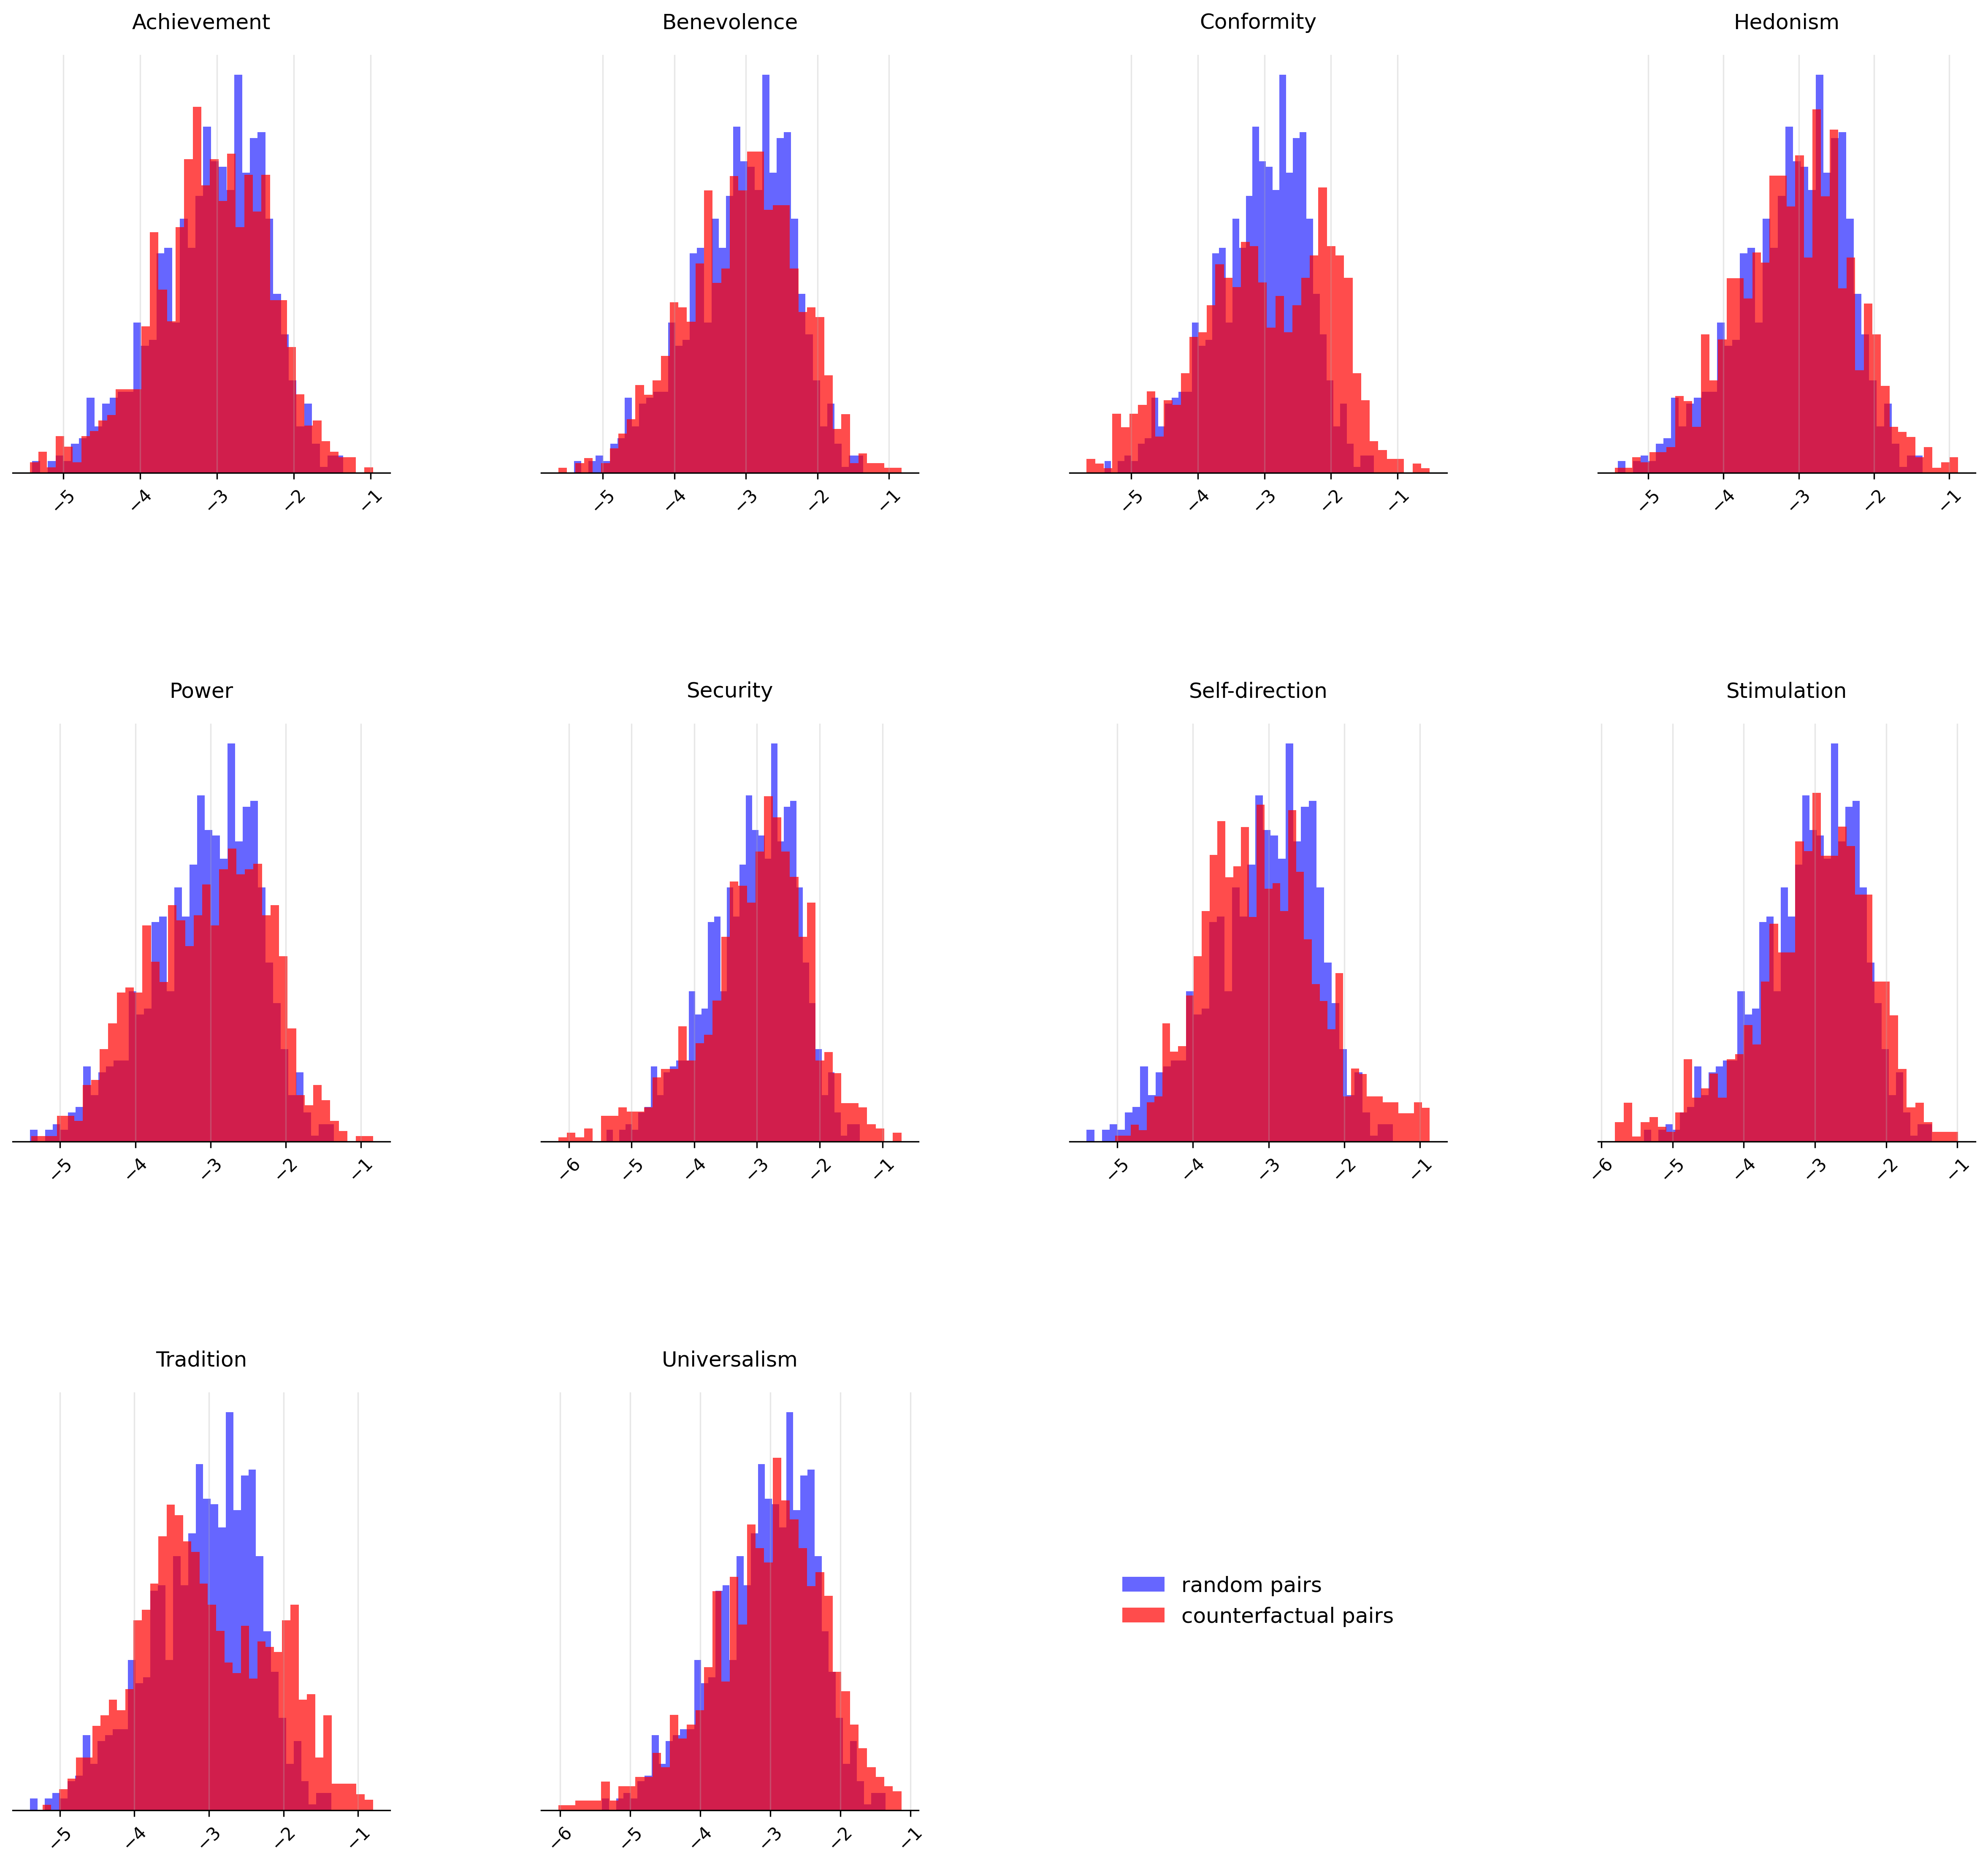 Achievement
Benevolence
Conformity
Hedonism
−5 −4 −3 −2 −1
−5 −4 −3 −2 −1
−5 −4 −3 −2 −1
−5 −4 −3 −2 −1
Power
Security
Self-direction
Stimulation
−5 −4 −3 −2 −1
−6 −5 −4 −3 −2 −1
−5 −4 −3 −2 −1
−6 −5 −4 −3 −2 −1
Tradition
Universalism
random pairs
counterfactual pairs
−5 −4 −3 −2 −1
−6 −5 −4 −3 −2 −1